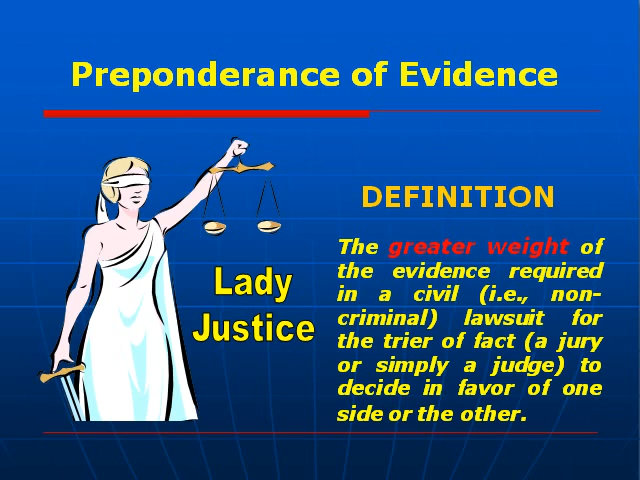 Preponderance of Evidence
Lady
Justice
DEFINITION
The greater weight of
the evidence required
in a civil (i.e., non-
criminal) lawsuit for
the trier of fact (a jury
or simply a judge) to
decide in favor of one
side or the other.